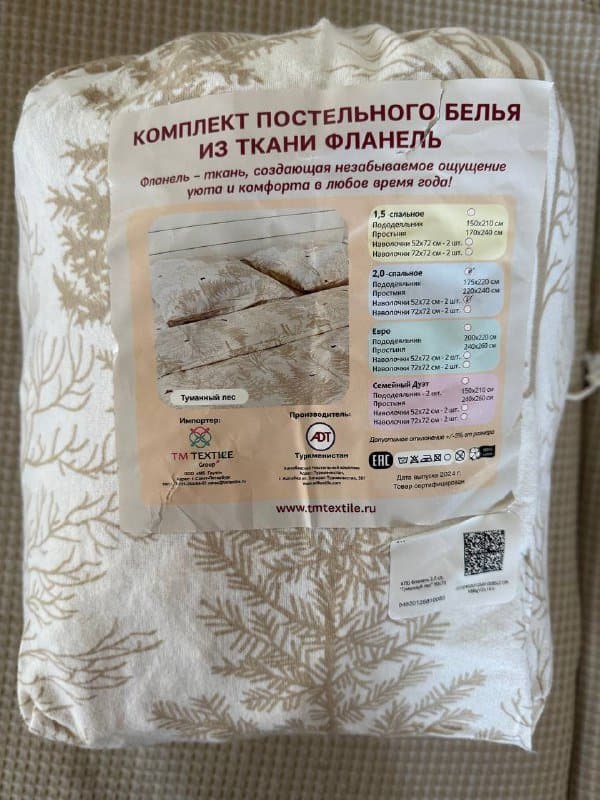 КОМПЛЕКТ ПОСТЕЛЬНОГО БЕЛЬЯ
ИЗ ТКАНИ ФЛАНЕЛЬ
Фланель – ткань, создающая незабываемое ощущение
уюта и комфорта в любое время года!
1,5 -спальное
Пододеяльник 150х210 см
Простыня 170х240 см
Наволочки 52х72 см - 2 шт.
Наволочки 72х72 см - 2 шт.
2,0 -спальное
Пододеяльник 175х220 см
Простыня 220х240 см
Наволочки 52х72 см - 2 шт.
Наволочки 72х72 см - 2 шт.
Евро
Пододеяльник 200х220 см
Простыня 240х260 см
Наволочки 52х72 см - 2 шт.
Наволочки 72х72 см - 2 шт.
Семейный Дуэт
Пододеяльник - 2 шт. 150х210 см
Простыня 240х260 см
Наволочки 52х72 см - 2 шт.
Наволочки 72х72 см - 2 шт.
Туманный лес
Импортер:
TM TEXTILE
Group
Производитель:
ADT
Туркменистан
Допустимое отклонение +/-5% от размера
EAC
Дата выпуска 2024 г.
Товар сертифицирован
www.tmtextile.ru